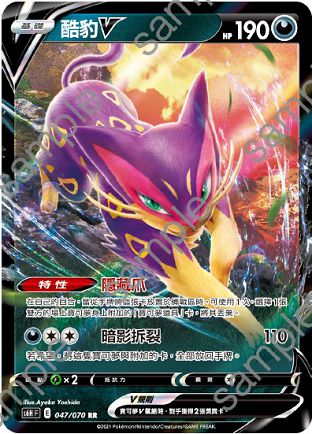 基礎
酷豹V
HP 190
特性 隱藏爪
在自己的回合,當從手牌將這張卡放置於備戰區時,可使用1次。選擇1張
雙方的場上寶可夢身上附加的「寶可夢道具」卡,將其丟棄。
暗影拆裂 110
若希望,將這隻寶可夢與附加的卡,全部放回手牌。
弱點 ×2 抵抗力 撤退
V規則
寶可夢V【氣絕】時,對手獲得2張獎賞卡。
Illus. Ayaka Yoshida
S6H F G 047/070 RR
©2021 Pokémon/Nintendo/Creatures/GAME FREAK.
sample